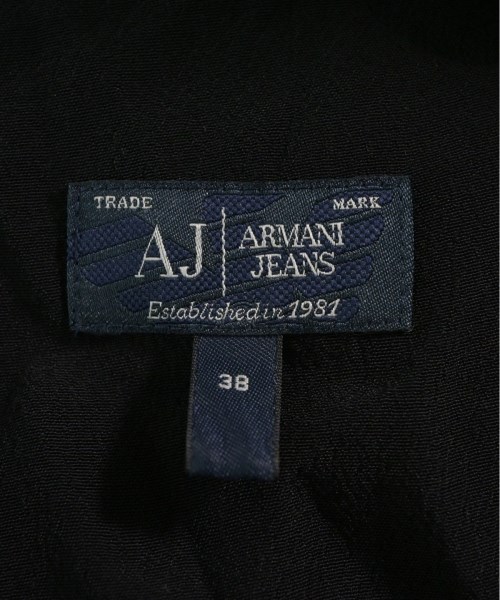 TRADE MARK
AJ ARMANI
JEANS
Established in 1981
38